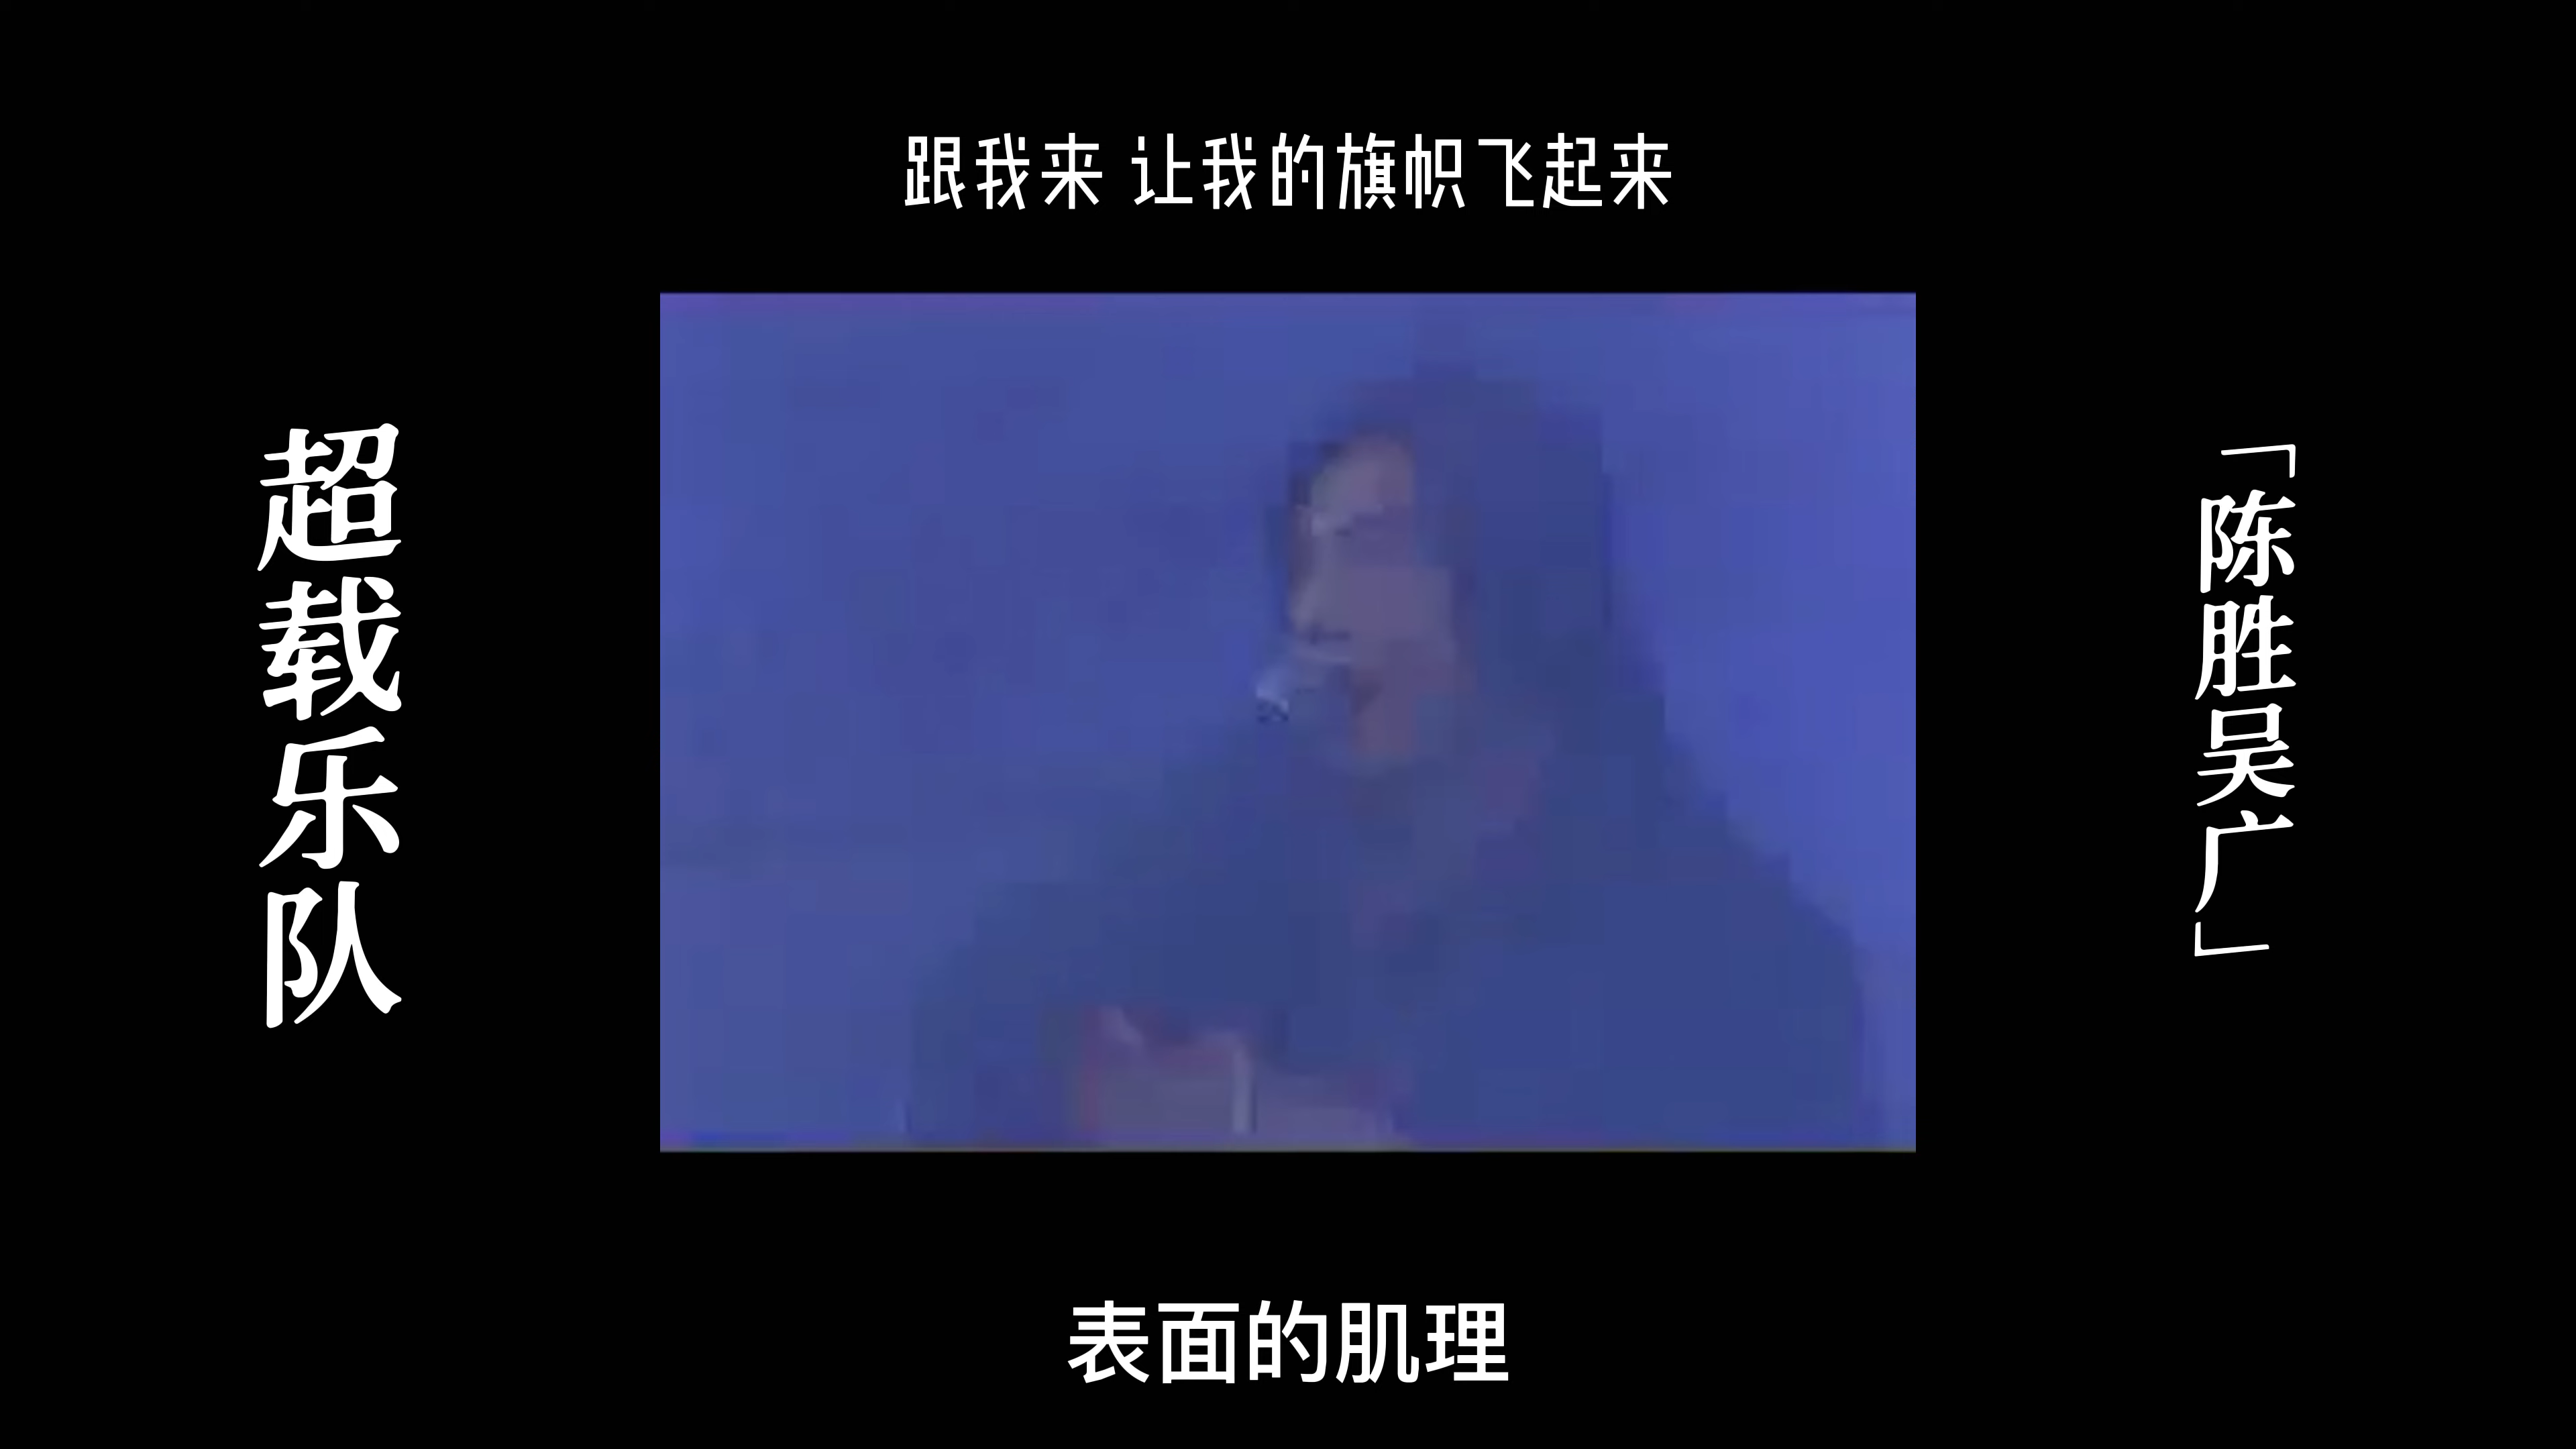 跟我来 让我的旗帜飞起来
超载乐队
「陈胜吴广」
表面的肌理